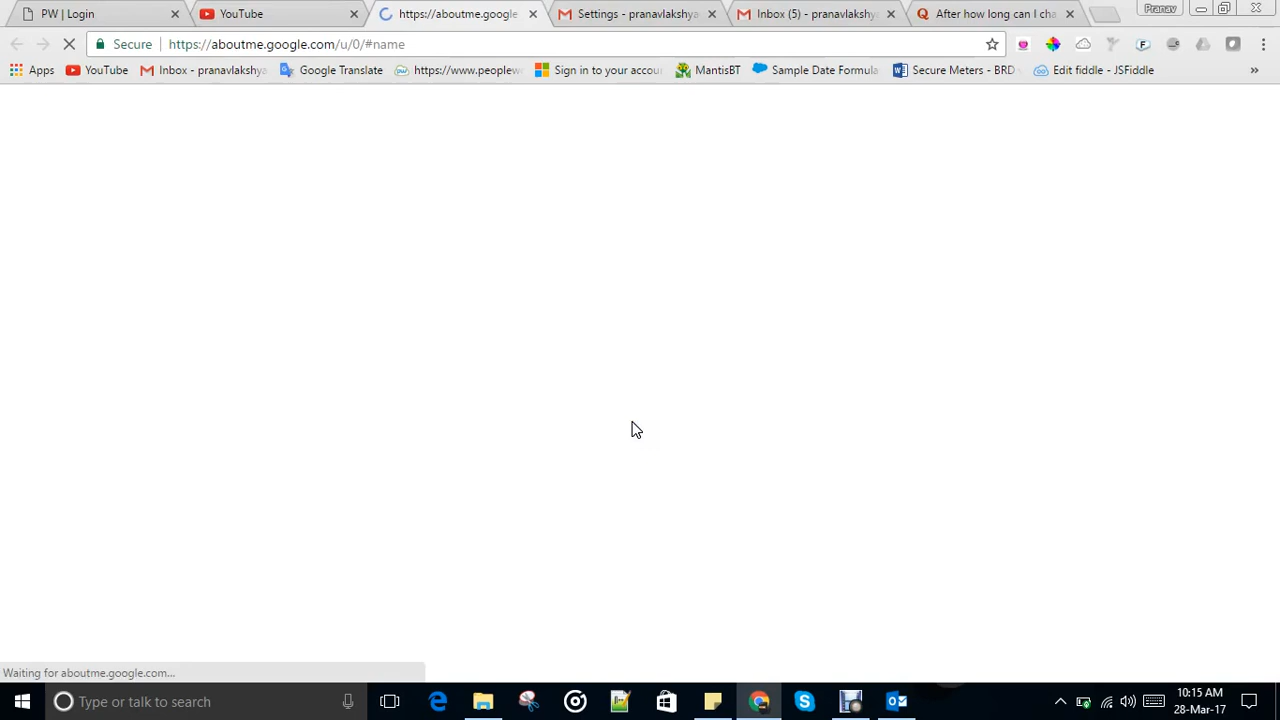 PW | Login
YouTube
https://aboutme.google
Settings - pranavlakshya
Inbox (5) - pranavlakshy
After how long can I cha
Pranav
Secure
https://aboutme.google.com/u/0/#name
Apps
YouTube
Inbox - pranavlakhya
Google Translate
https://www.peoplew
Sign in to your accou
MantisBT
Sample Date Formula
Secure Meters - BRD
Edit fiddle - JSFiddle
»
Waiting for aboutme.google.com...
Type or talk to search
10:15 AM
28-Mar-17